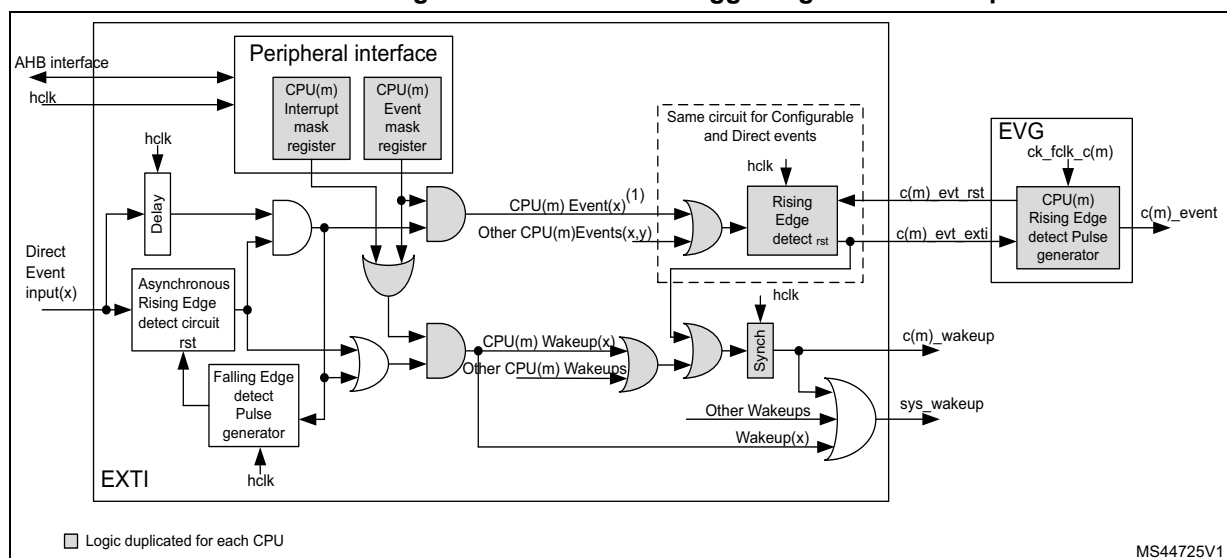 Peripheral interface
AHB interface
hclk
CPU(m)
Interrupt
mask
register
CPU(m)
Event
mask
register
Same circuit for Configurable
and Direct events
hclk
Rising
Edge
detect rst
EVG
ck_fclk_c(m)
CPU(m)
Rising Edge
detect Pulse
generator
c(m)_evt_rst
c(m)_evt_exti
c(m)_event
hclk
Delay
CPU(m) Event(x)(1)
Other CPU(m)Events(x,y)
Direct
Event
input(x)
Asynchronous
Rising Edge
detect circuit
rst
Falling Edge
detect
Pulse
generator
hclk
CPU(m) Wakeup(x)
Other CPU(m) Wakeups
hclk
Synch
c(m)_wakeup
Other Wakeups
Wakeup(x)
sys_wakeup
EXTI
Logic duplicated for each CPU
MS44725V1